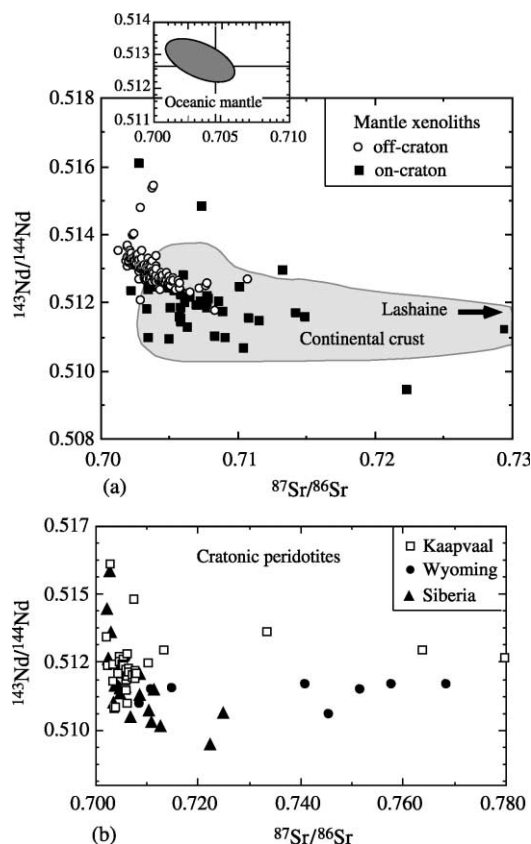 0.514
0.513
0.512
0.511
Oceanic mantle
0.700 0.705 0.710
0.518
0.516
0.514
0.512
0.510
0.508
143Nd/144Nd
Mantle xenoliths
off-craton
on-craton
Lashaine
Continental crust
0.70 0.71 0.72 0.73
(a)
87Sr/86Sr
0.517
0.516
0.512
0.510
143Nd/144Nd
Cratonic peridotites
Kaapvaal
Wyoming
Siberia
0.700 0.720 0.740 0.760 0.780
(b)
87Sr/86Sr